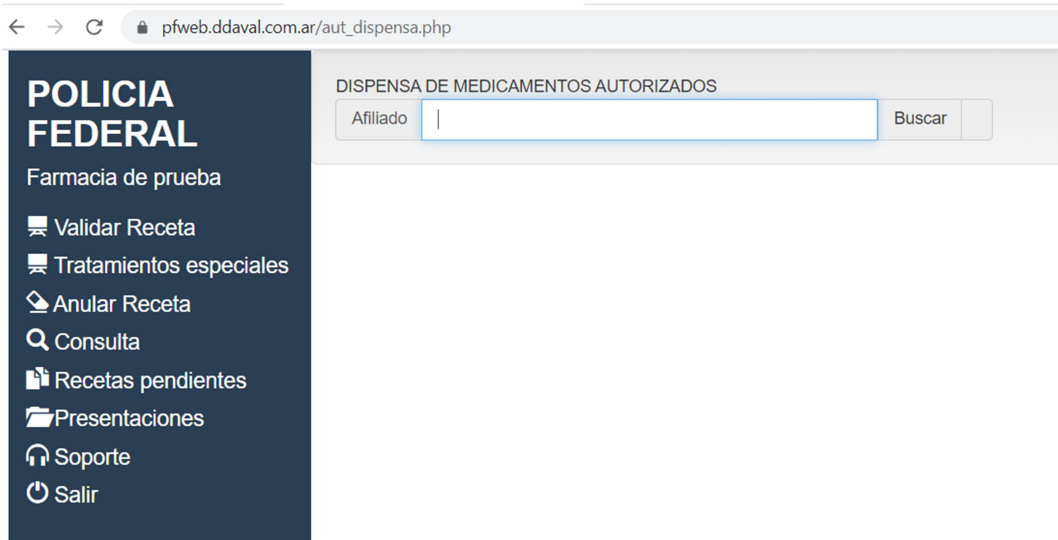 pfweb.ddaval.com.ar/aut_dispensa.php
POLICIA
FEDERAL
Farmacia de prueba
Validar Receta
Tratamientos especiales
Anular Receta
Consulta
Recetas pendientes
Presentaciones
Soporte
Salir
DISPENSA DE MEDICAMENTOS AUTORIZADOS
Afiliado Buscar